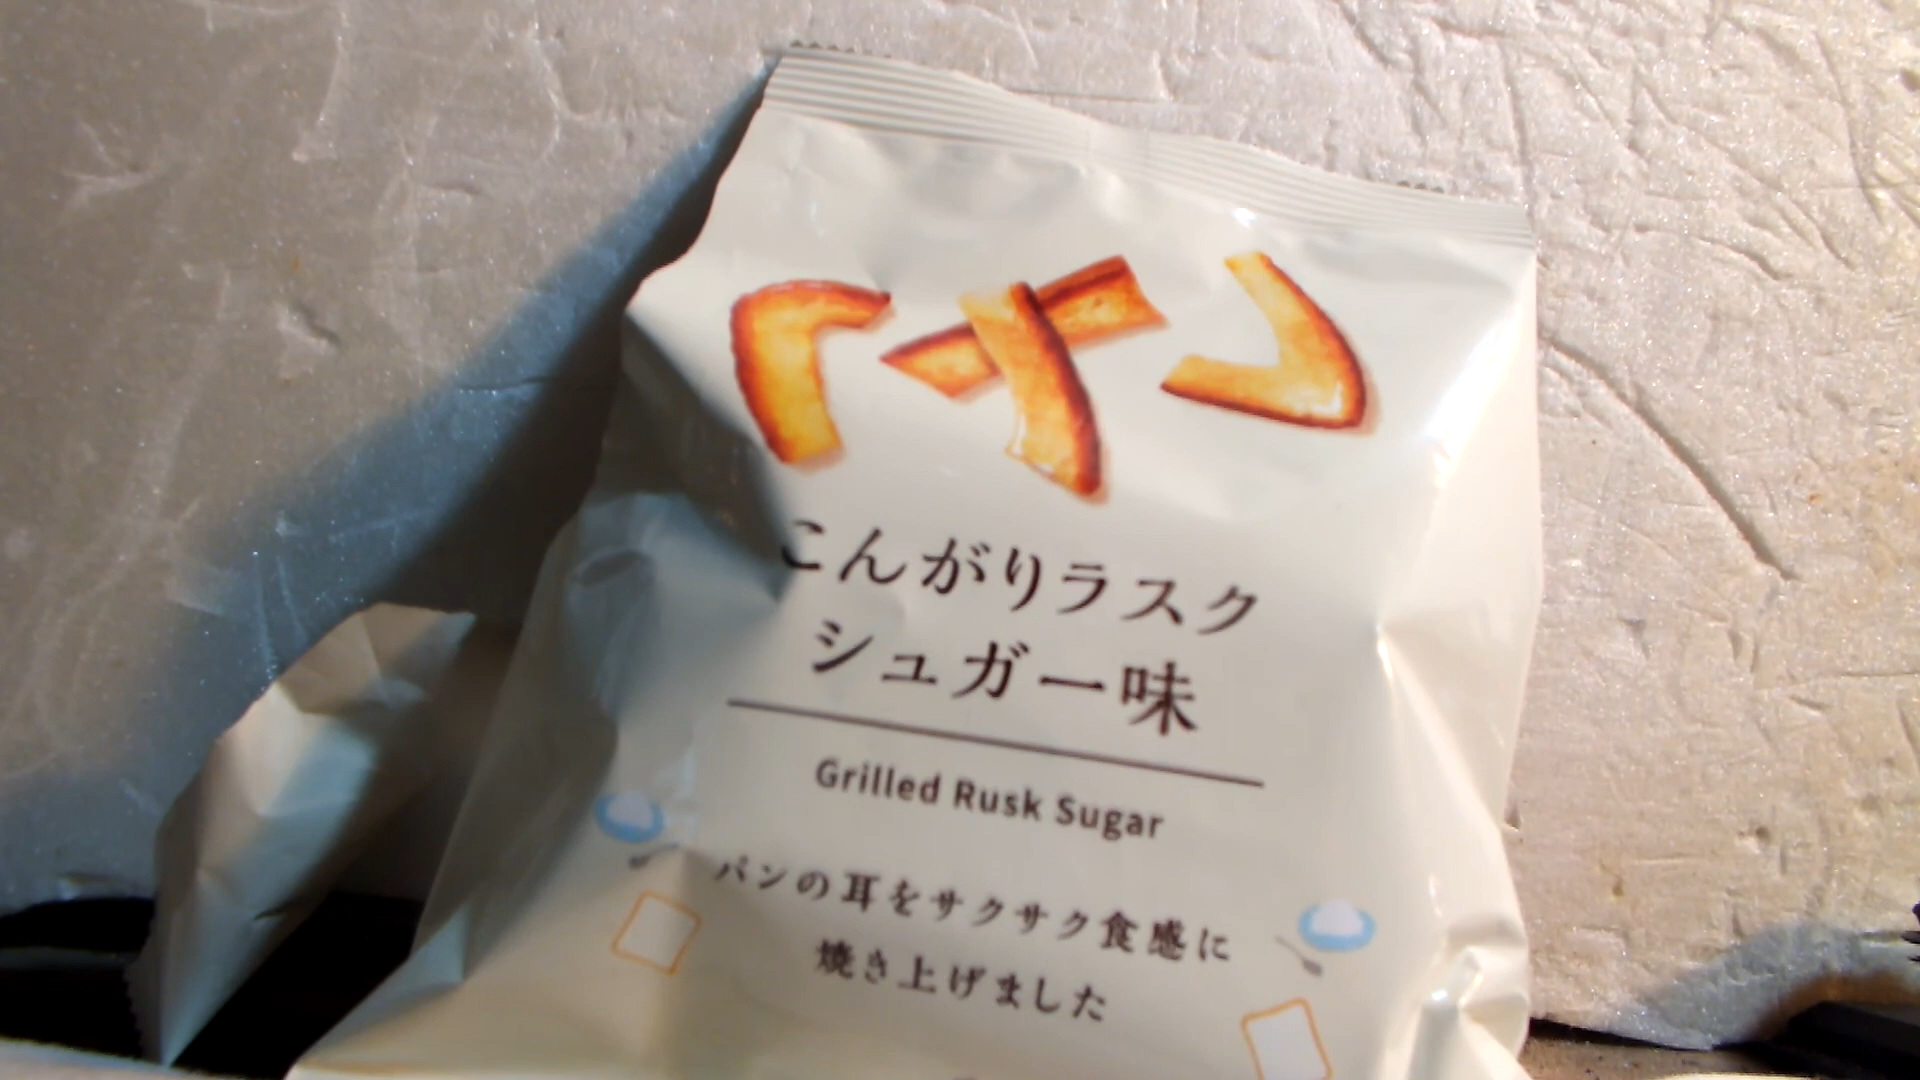 こんがりラスク
シュガー味
Grilled Rusk Sugar
パンの耳をサクサク食感に
焼き上げました